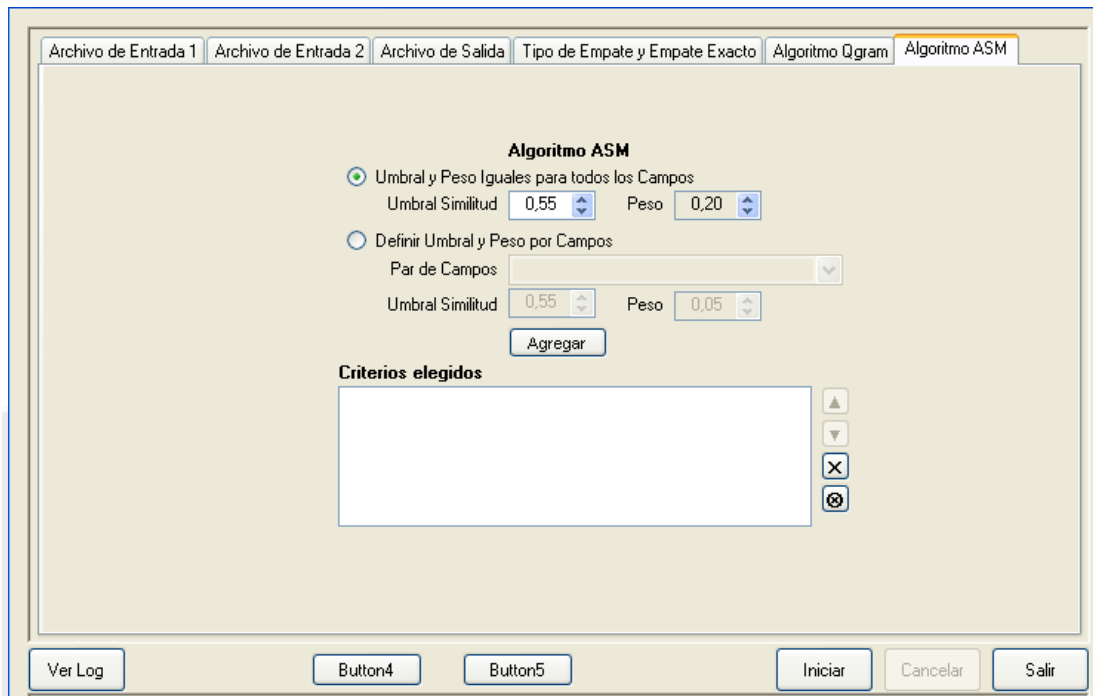 Archivo de Entrada 1 Archivo de Entrada 2 Archivo de Salida Tipo de Empate y Empate Exacto Algoritmo Qgram Algoritmo ASM
Algoritmo ASM
Umbral y Peso Iguales para todos los Campos
Umbral Similitud 0,55 Peso 0,20
Definir Umbral y Peso por Campos
Par de Campos
Umbral Similitud 0,55 Peso 0,05
Agregar
Criterios elegidos
Ver Log Button4 Button5 Iniciar Cancelar Salir